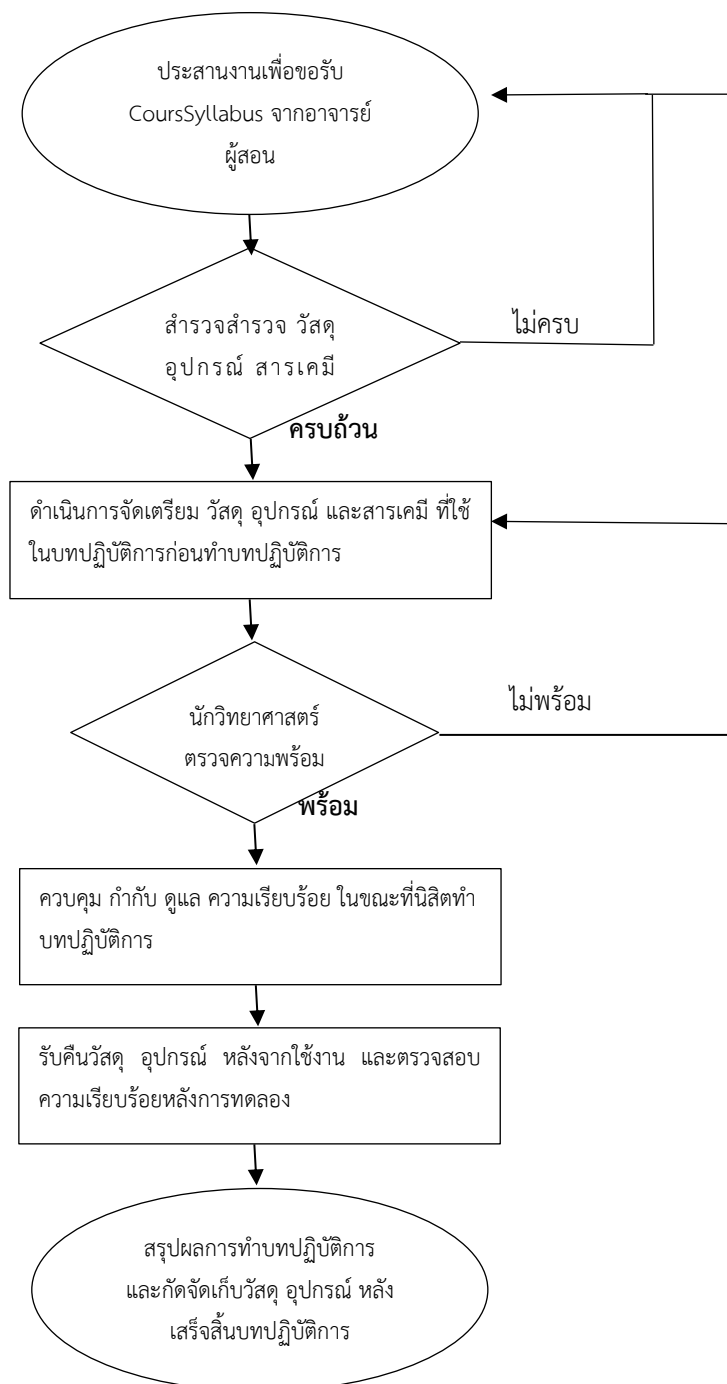 ประสานงานเพื่อขอรับ
CoursSyllabus จากอาจารย์
ผู้สอน
สำรวจสำรวจ วัสดุ
อุปกรณ์ สารเคมี
ไม่ครบ
ครบถ้วน
ดำเนินการจัดเตรียม วัสดุ อุปกรณ์ และสารเคมี ที่ใช้
ในบทปฏิบัติการก่อนทำบทปฏิบัติการ
นักวิทยาศาสตร์
ตรวจความพร้อม
ไม่พร้อม
พร้อม
ควบคุม กำกับ ดูแล ความเรียบร้อย ในขณะที่นิสิตทำ
บทปฏิบัติการ
รับคืนวัสดุ อุปกรณ์ หลังจากใช้งาน และตรวจสอบ
ความเรียบร้อยหลังการทดลอง
สรุปผลการทำบทปฏิบัติการ
และกัดจัดเก็บวัสดุ อุปกรณ์ หลัง
เสร็จสิ้นบทปฏิบัติการ